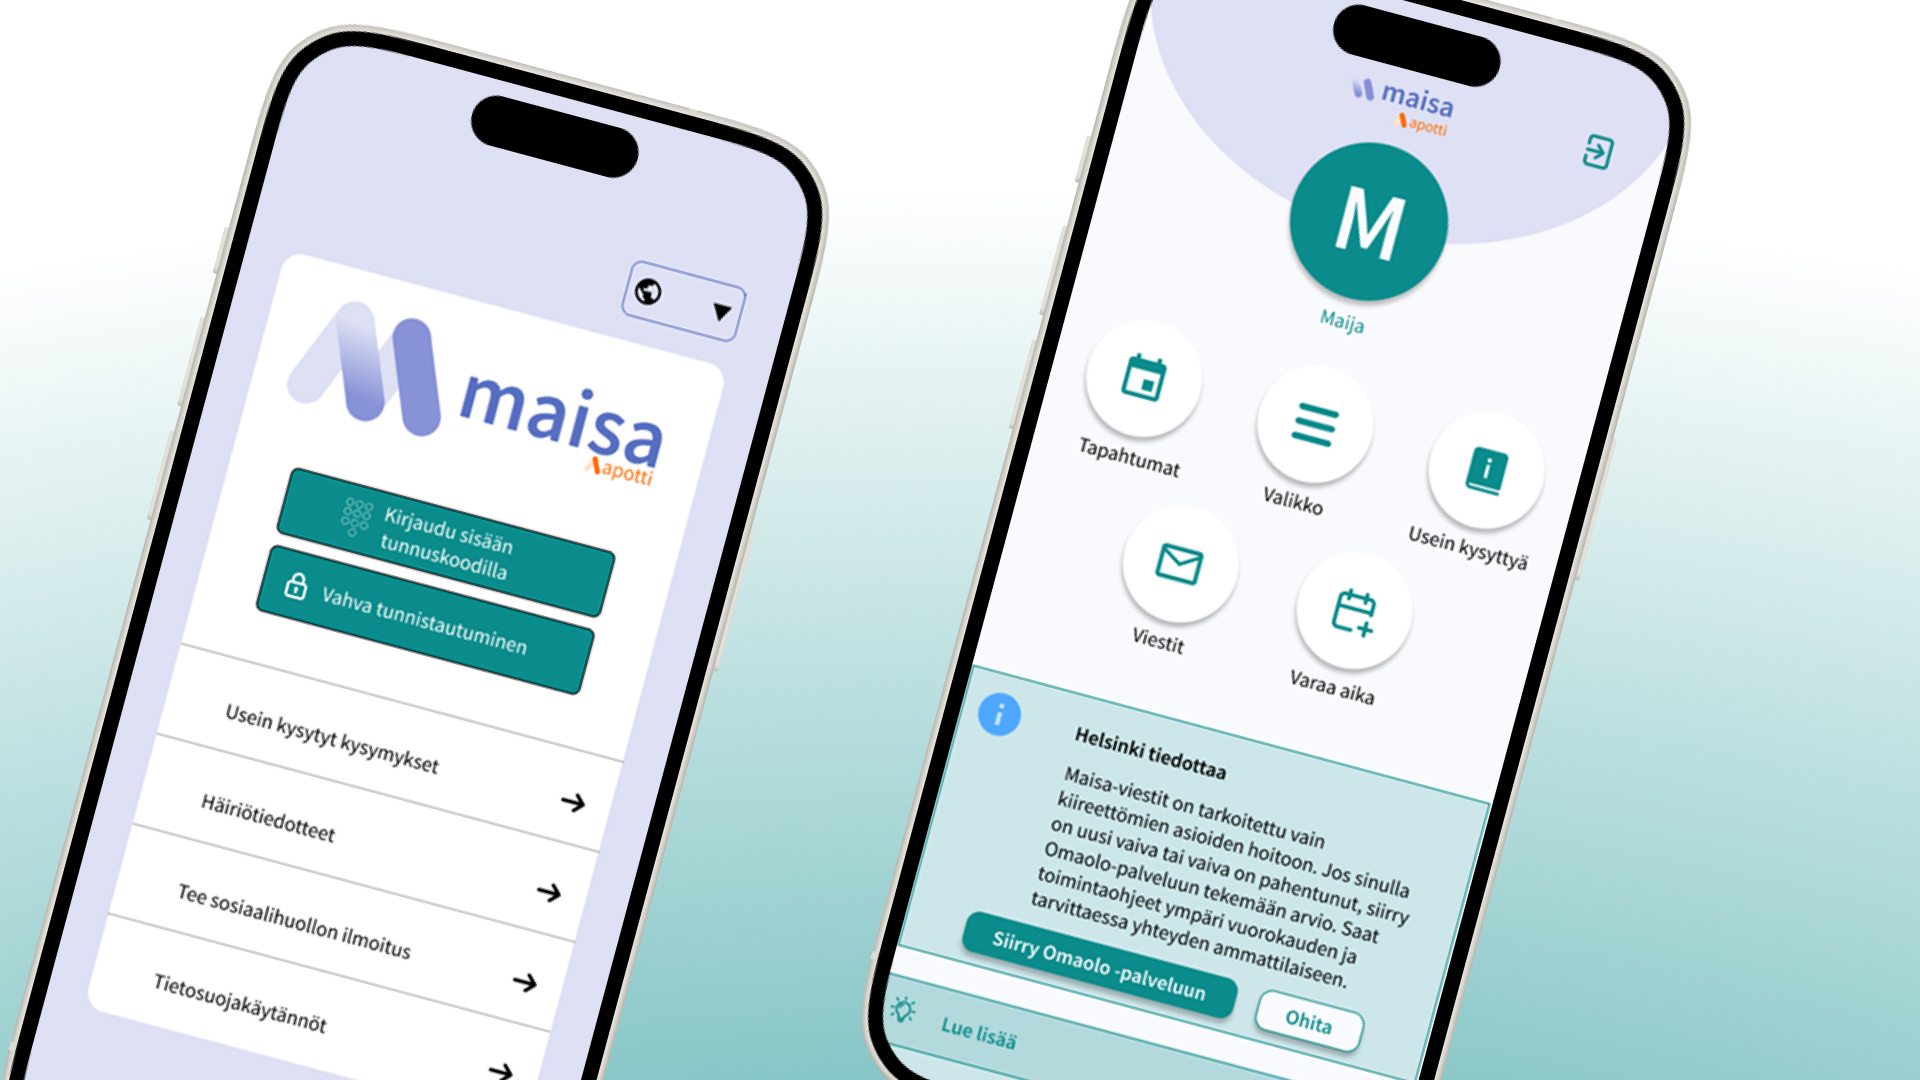 maisa
apotti
Kirjaudu sisään
tunnuskoodilla
Vahva tunnistautuminen
Usein kysytyt kysymykset
Häiriötiedotteet
Tee sosiaalihuollon ilmoitus
Tietosuojakäytännöt
maisa
apotti
M
Maija
Tapahtumat
Valikko
Usein kysyttyä
Viestit
Varaa aika
Helsinki tiedottaa
Maisa-viestit on tarkoitettu vain
kiireettömien asioiden hoitoon. Jos sinulla
on uusi vaiva tai vaiva on pahentunut, siirry
Omaolo-palveluun tekemään arvio. Saat
toimintaohjeet ympäri vuorokauden ja
tarvittaessa yhteyden ammattilaiseen.
Siirry Omaolo -palveluun
Ohita
Lue lisää